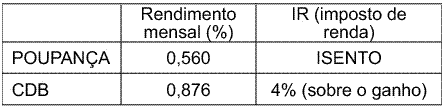 Rendimento mensal (%) IR (imposto de renda)
POUPANÇA 0,560 ISENTO
CDB 0,876 4% (sobre o ganho)